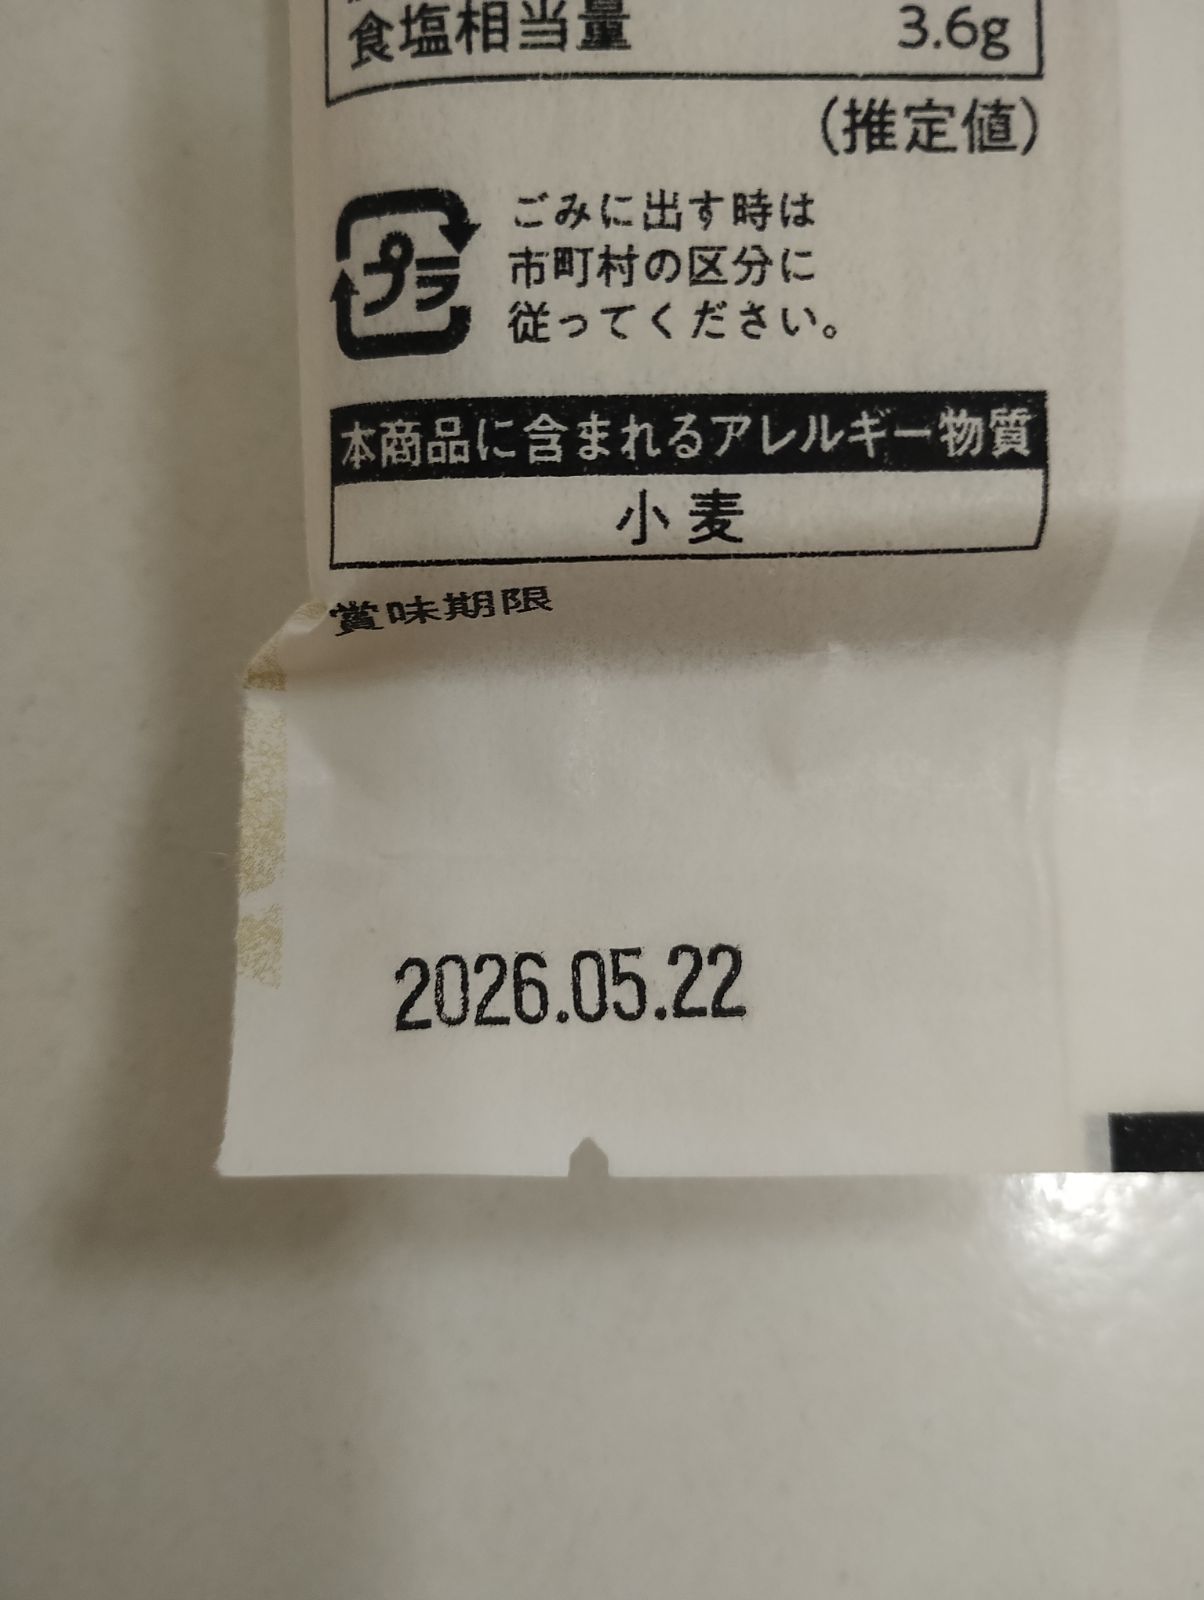 食塩相当量 3.6g
(推定値)
プラ
ごみに出す時は
市町村の区分に
従ってください。
本商品に含まれるアレルギー物質
小麦
賞味期限
2026.05.22